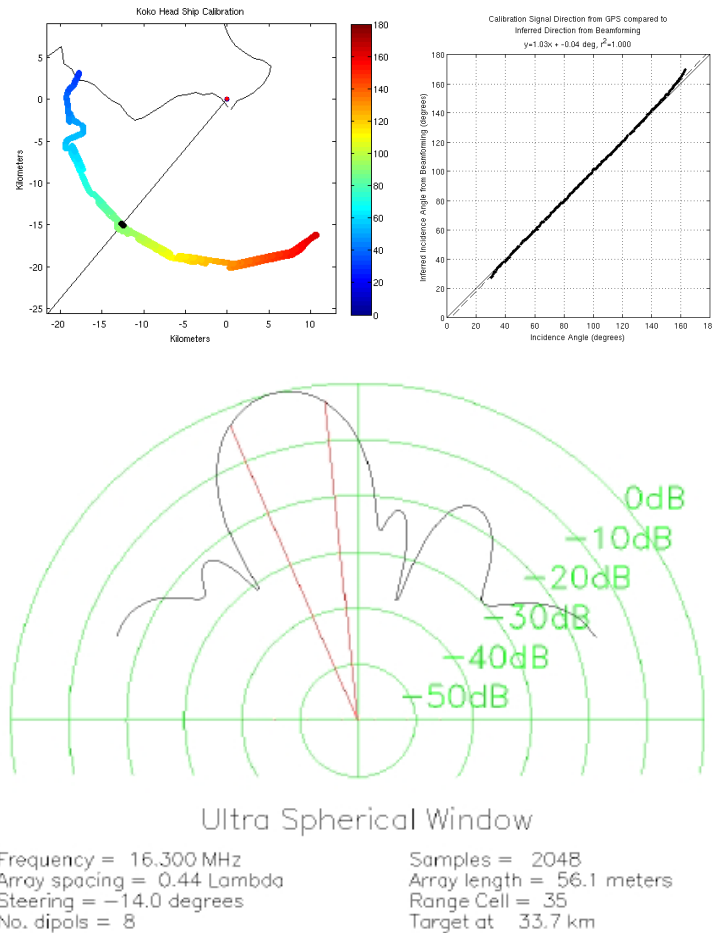 Koko Head Ship Calibration
5
0
-5
-10
-15
-20
-25
-20
-15
-10
-5
0
5
10
Kilometers
Kilometers
180
160
140
120
100
80
60
40
20
0
Calibration Signal Direction from GPS compared to
Inferred Direction from Beamforming
y=1.03x + -0.04 deg, r²=1.000
180
160
140
120
100
80
60
40
20
0
0
20
40
60
80
100
120
140
160
180
Inferred Incidence Angle from Beamforming (degrees)
Incidence Angle (degrees)
0dB
-10dB
-20dB
-30dB
-40dB
-50dB
Ultra Spherical Window
Frequency = 16.300 MHz
Array spacing = 0.44 Lambda
Steering = -14.0 degrees
No. dipols = 8
Samples = 2048
Array length = 56.1 meters
Range Cell = 35
Target at 33.7 km